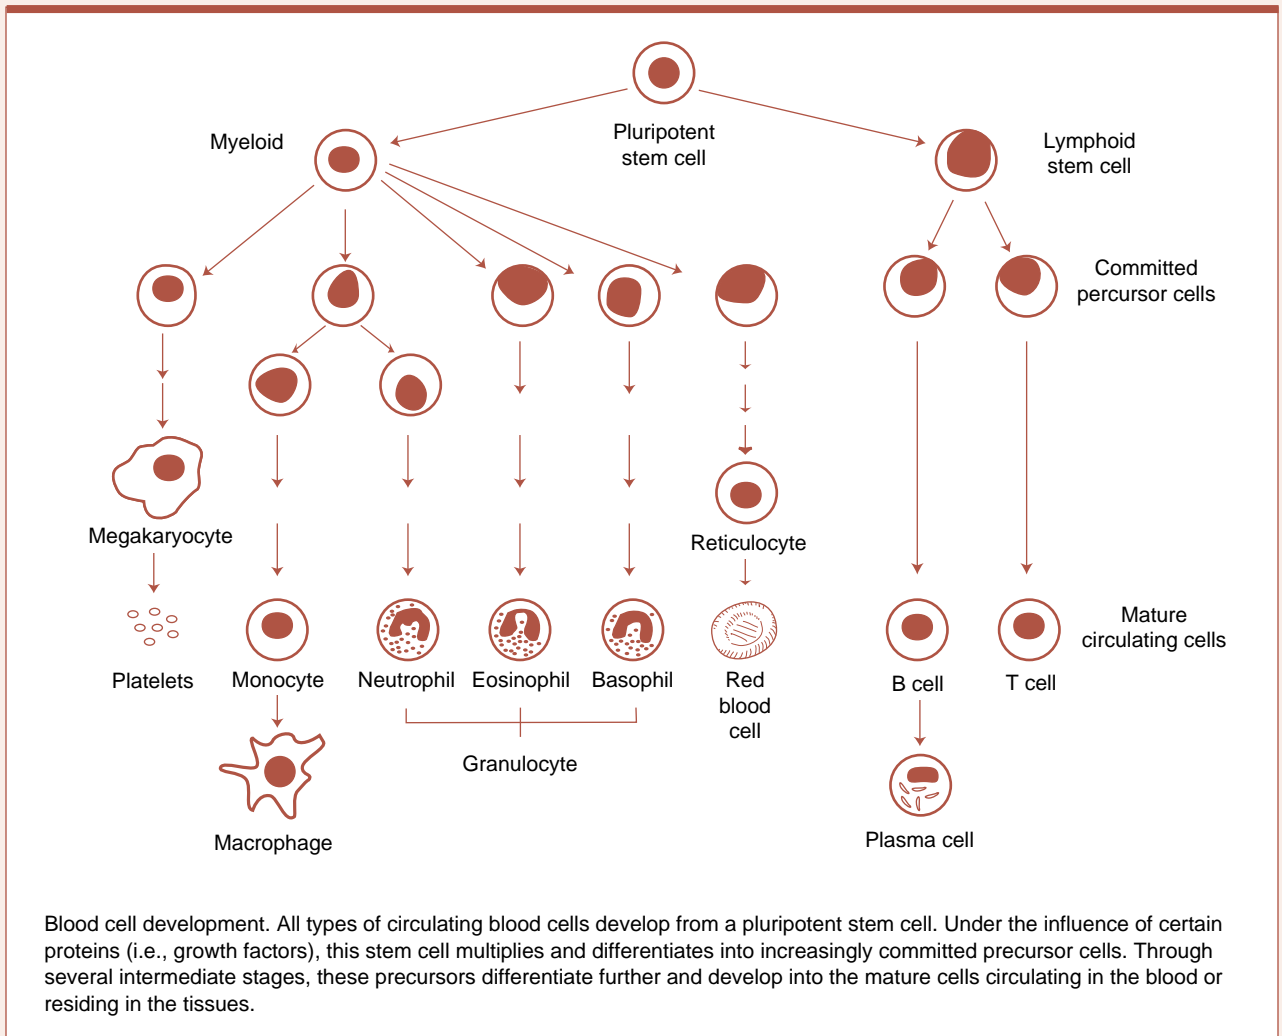 Pluripotent
stem cell
Myeloid
Lymphoid
stem cell
Committed
percursor cells
Megakaryocyte
Reticulocyte
Mature
circulating cells
Platelets
Monocyte
Neutrophil
Eosinophil
Basophil
Red
blood
cell
B cell
T cell
Granulocyte
Macrophage
Plasma cell
Blood cell development. All types of circulating blood cells develop from a pluripotent stem cell. Under the influence of certain
proteins (i.e., growth factors), this stem cell multiplies and differentiates into increasingly committed precursor cells. Through
several intermediate stages, these precursors differentiate further and develop into the mature cells circulating in the blood or
residing in the tissues.